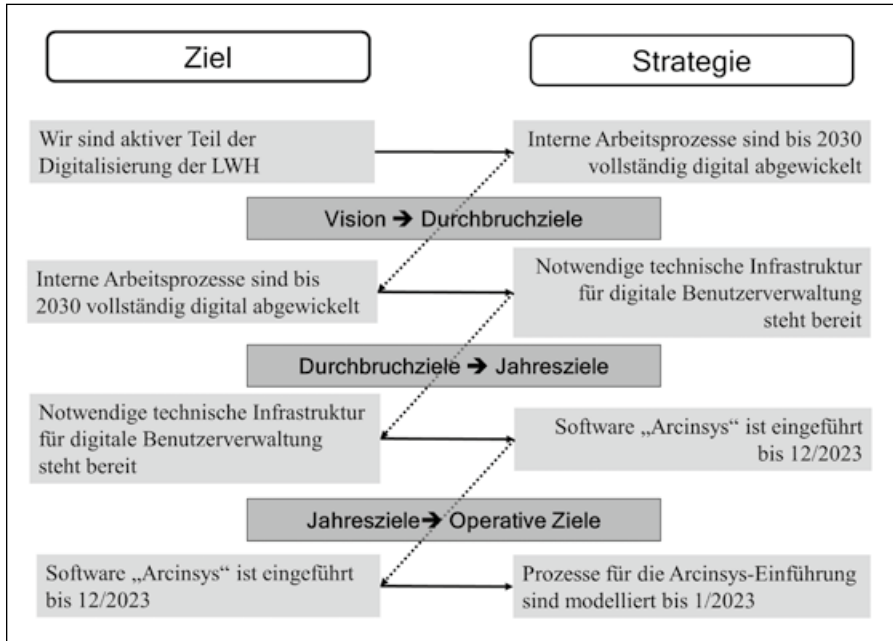 Ziel
Strategie
Wir sind aktiver Teil der
Digitalisierung der LWH
Interne Arbeitsprozesse sind bis 2030
vollständig digital abgewickelt
Vision ➔ Durchbruchziele
Interne Arbeitsprozesse sind bis
2030 vollständig digital abgewickelt
Notwendige technische Infrastruktur
für digitale Benutzerverwaltung
steht bereit
Durchbruchziele ➔ Jahresziele
Notwendige technische Infrastruktur
für digitale Benutzerverwaltung
steht bereit
Software „Arcinsys“ ist eingeführt
bis 12/2023
Jahresziele➔ Operative Ziele
Software „Arcinsys“ ist eingeführt
bis 12/2023
Prozesse für die Arcinsys-Einführung
sind modelliert bis 1/2023